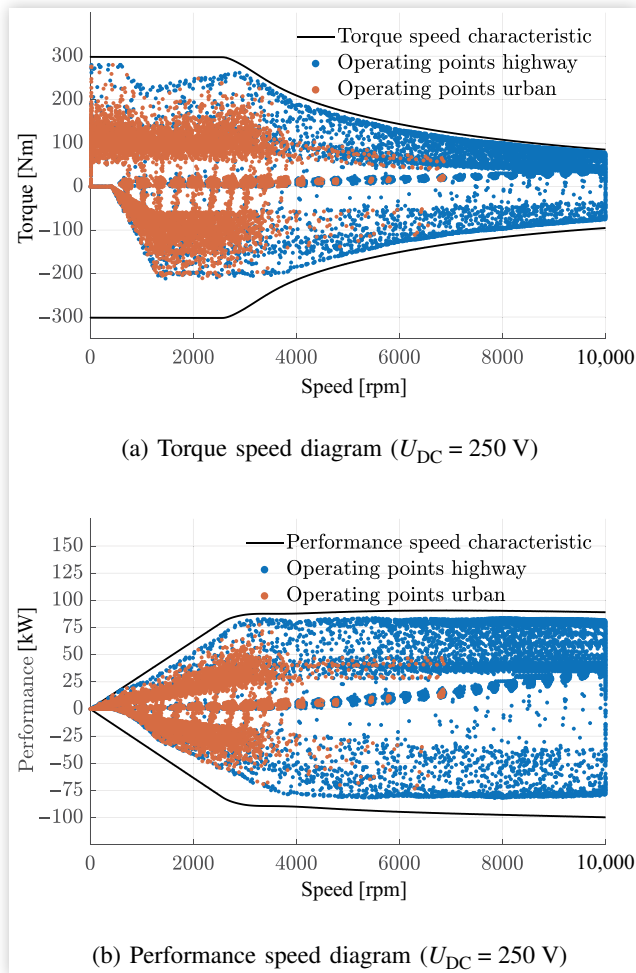 Torque speed characteristic
Operating points highway
Operating points urban
Torque [Nm]
300
200
100
0
−100
−200
−300
0
2000
4000
6000
8000
10,000
Speed [rpm]
(a) Torque speed diagram (U_DC = 250 V)
Performance speed characteristic
Operating points highway
Operating points urban
Performance [kW]
150
125
100
75
50
25
0
−25
−50
−75
−100
0
2000
4000
6000
8000
10,000
Speed [rpm]
(b) Performance speed diagram (U_DC = 250 V)